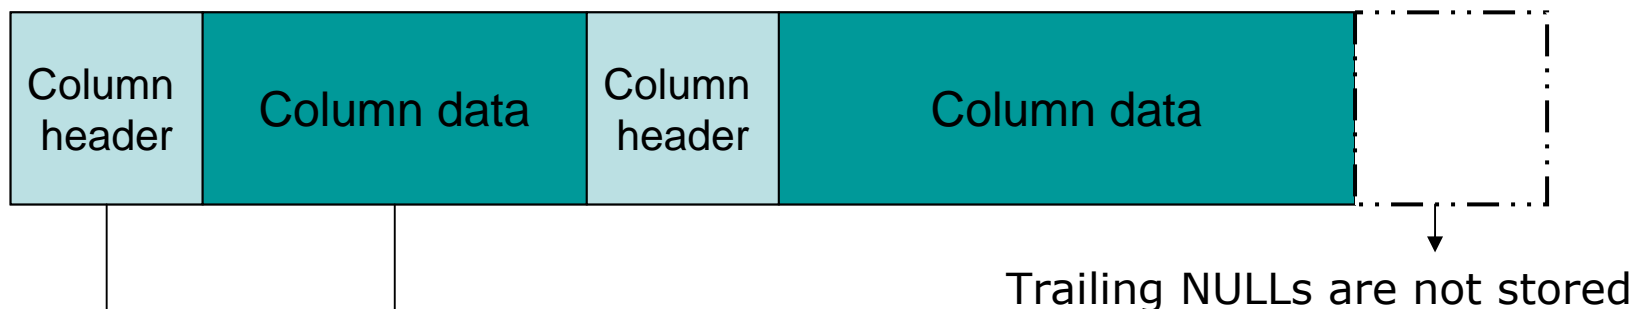 Column
header
Column data
Column
header
Column data
Trailing NULLs are not stored